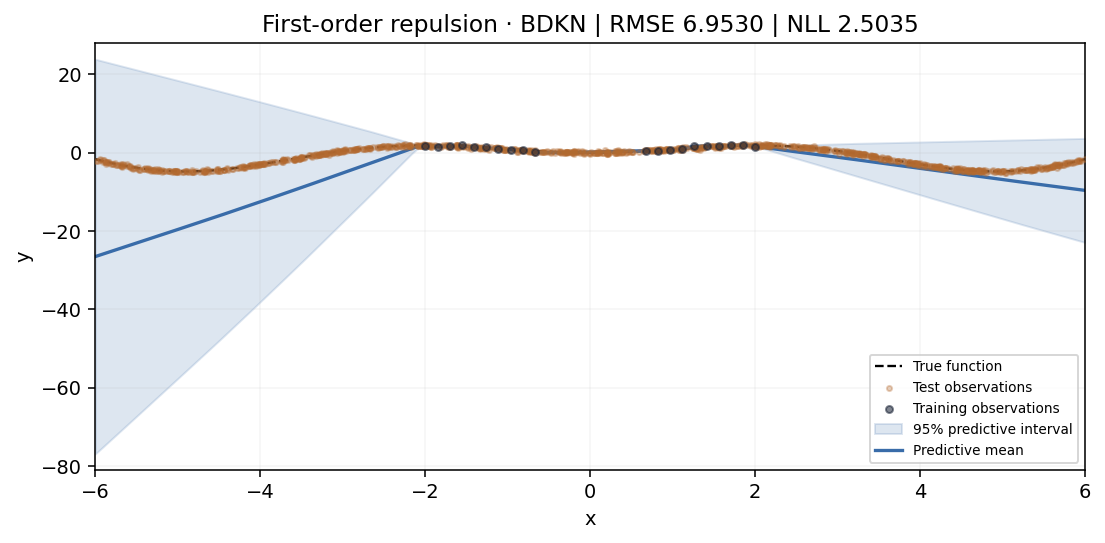 First-order repulsion · BDKN | RMSE 6.9530 | NLL 2.5035
20
0
−20
−40
−60
−80
y
−6
−4
−2
0
2
4
6
x
True function
Test observations
Training observations
95% predictive interval
Predictive mean